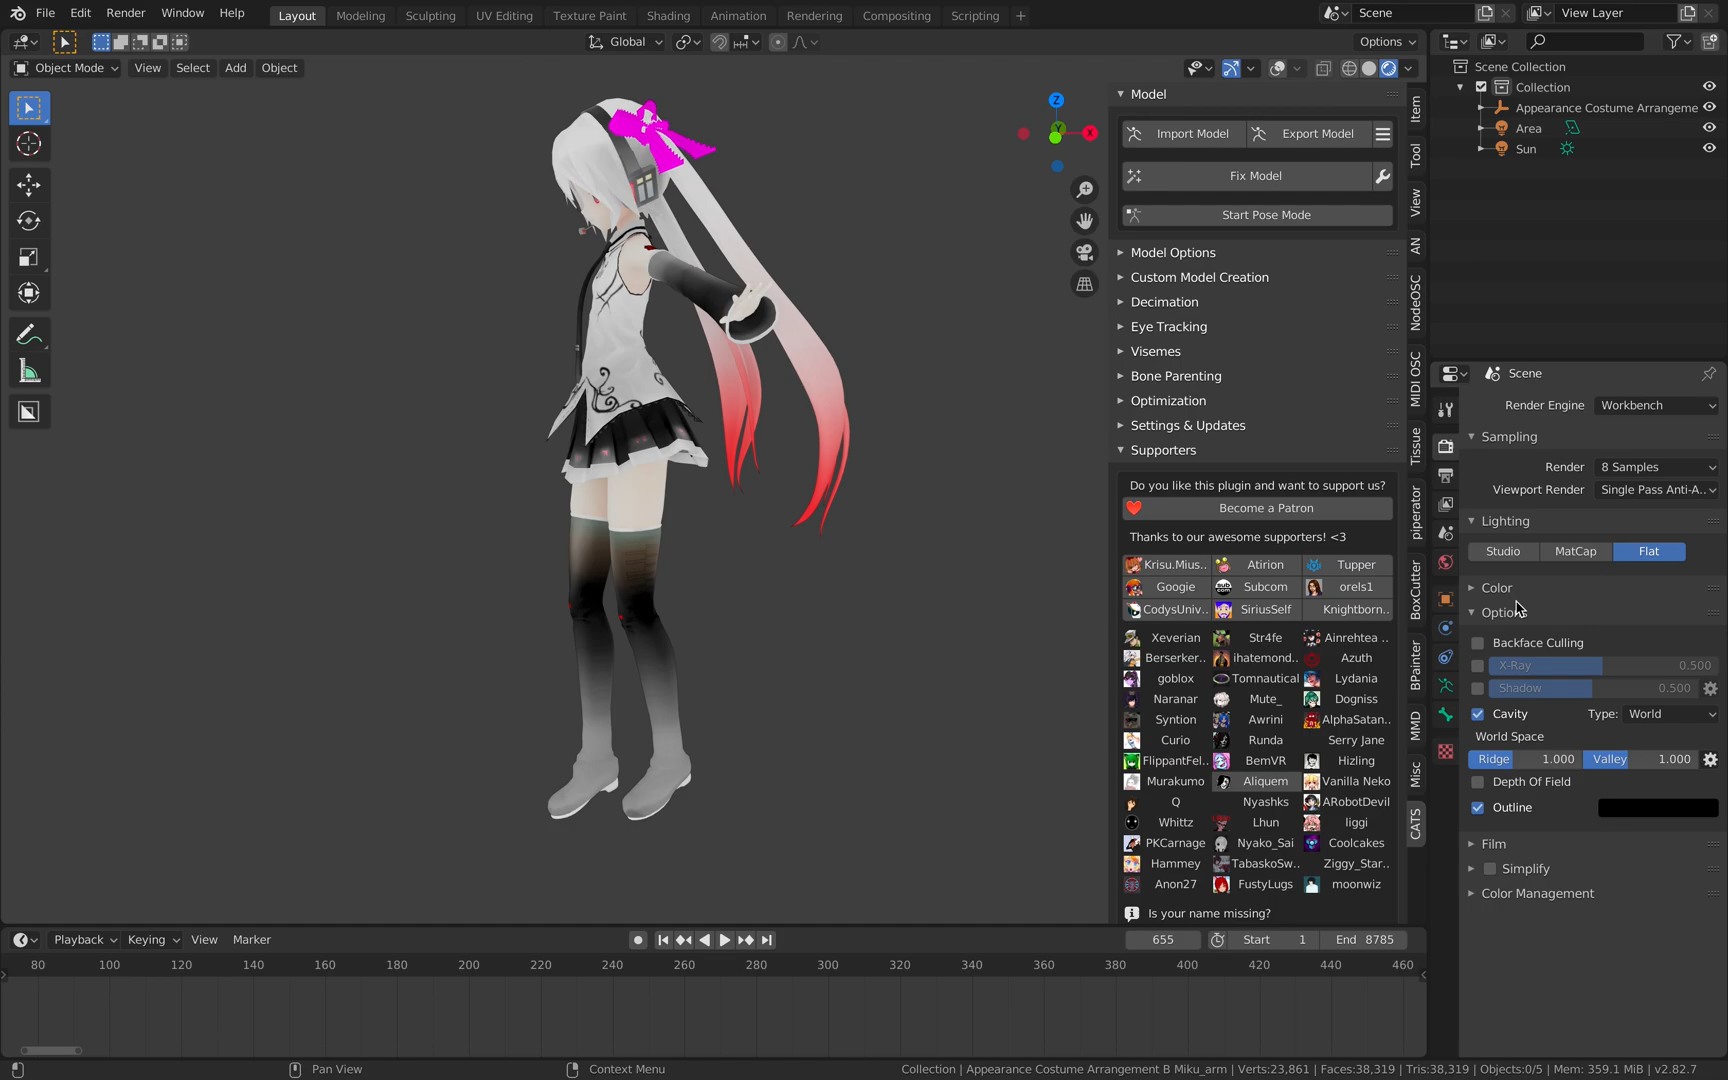 File Edit Render Window Help Layout Modeling Sculpting UV Editing Texture Paint Shading Animation Rendering Compositing Scripting + Scene View Layer
Global Options
Object Mode View Select Add Object
Z
X
Y
Model
Import Model Export Model
Fix Model
Start Pose Mode
Model Options
Custom Model Creation
Decimation
Eye Tracking
Visemes
Bone Parenting
Optimization
Settings & Updates
Supporters
Do you like this plugin and want to support us?
Become a Patron
Thanks to our awesome supporters! <3
Krisu.Mius.. Atirion Tupper
Googie Subcom orels1
CodysUniv.. SiriusSelf Knightborn..
Xeverian Str4fe Ainrehtea ..
Berserker.. ihatemond.. Azuth
goblox Tomnautical Lydania
Naranar Mute_ Dogniss
Syntion Awrini AlphaSatan..
Curio Runda Serry Jane
FlippantFel.. BemVR Hizling
Murakumo Aliquem Vanilla Neko
Q Nyashks ARobotDevil
Whittz Lhun liggi
PKCarnage Nyako_Sai Coolcakes
Hammey TabaskoSw.. Ziggy_Star..
Anon27 FustyLugs moonwiz
Is your name missing?
Item
Tool
View
AN
NodeOSC
MIDI OSC
Tissue
piperator
BoxCutter
BPainter
MMD
Misc
CATS
Scene Collection
Collection
Appearance Costume Arrangeme
Area
Sun
Scene
Render Engine Workbench
Sampling
Render 8 Samples
Viewport Render Single Pass Anti-A..
Lighting
Studio MatCap Flat
Color
Options
Backface Culling
X-Ray 0.500
Shadow 0.500
Cavity Type: World
World Space
Ridge 1.000 Valley 1.000
Depth Of Field
Outline
Film
Simplify
Color Management
Playback Keying View Marker 655 Start 1 End 8785
80 100 120 140 160 180 200 220 240 260 280 300 320 340 360 380 400 420 440 460
Pan View Context Menu Collection | Appearance Costume Arrangement B Miku_arm | Verts:23,861 | Faces:38,319 | Tris:38,319 | Objects:0/5 | Mem: 359.1 MiB | v2.82.7